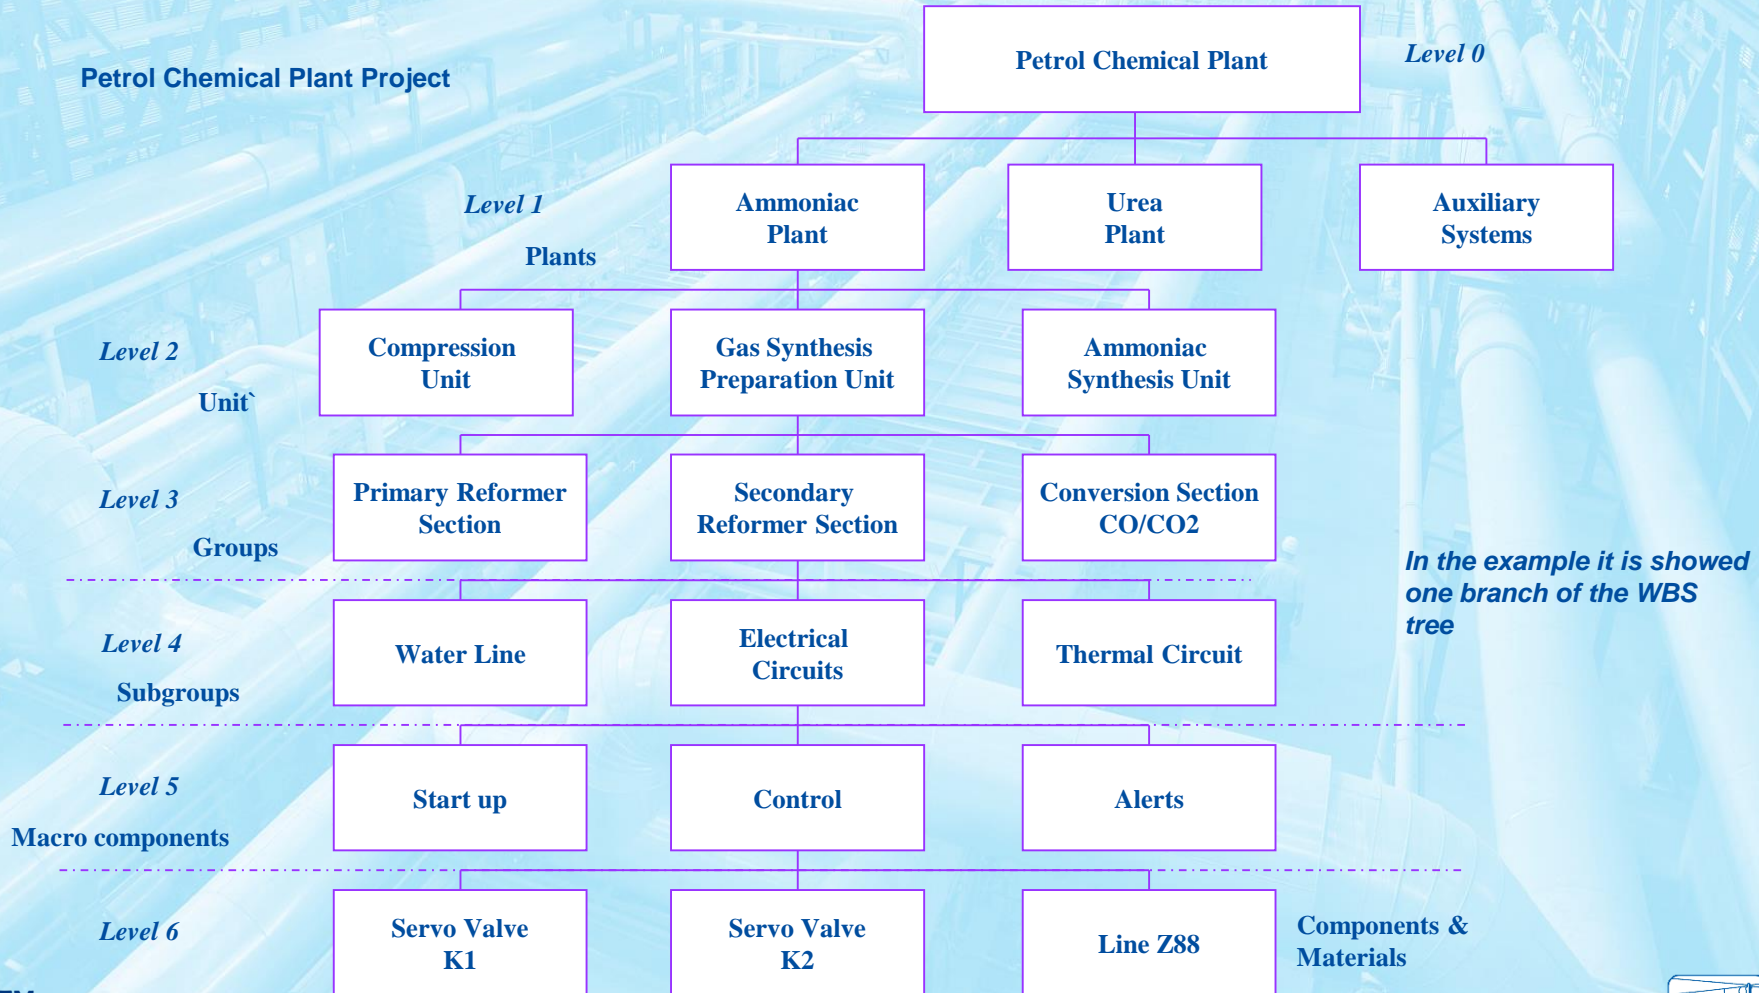 Petrol Chemical Plant Project
Petrol Chemical Plant
Level 0
Level 1
Plants
Ammoniac
Plant
Urea
Plant
Auxiliary
Systems
Level 2
Unit`
Compression
Unit
Gas Synthesis
Preparation Unit
Ammoniac
Synthesis Unit
Level 3
Groups
Primary Reformer
Section
Secondary
Reformer Section
Conversion Section
CO/CO2
In the example it is showed
one branch of the WBS
tree
Level 4
Subgroups
Water Line
Electrical
Circuits
Thermal Circuit
Level 5
Macro components
Start up
Control
Alerts
Level 6
Servo Valve
K1
Servo Valve
K2
Line Z88
Components &
Materials